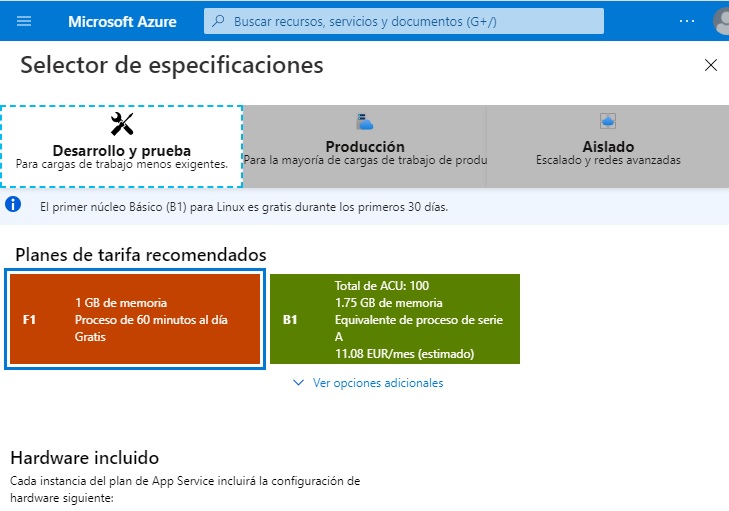 Microsoft Azure
Buscar recursos, servicios y documentos (G+/)
Selector de especificaciones
Desarrollo y prueba
Para cargas de trabajo menos exigentes.
Producción
Para la mayoría de cargas de trabajo de produ
Aislado
Escalado y redes avanzadas
El primer núcleo Básico (B1) para Linux es gratis durante los primeros 30 días.
Planes de tarifa recomendados
F1
1 GB de memoria
Proceso de 60 minutos al día
Gratis
B1
Total de ACU: 100
1.75 GB de memoria
Equivalente de proceso de serie
A
11.08 EUR/mes (estimado)
Ver opciones adicionales
Hardware incluido
Cada instancia del plan de App Service incluirá la configuración de
hardware siguiente: